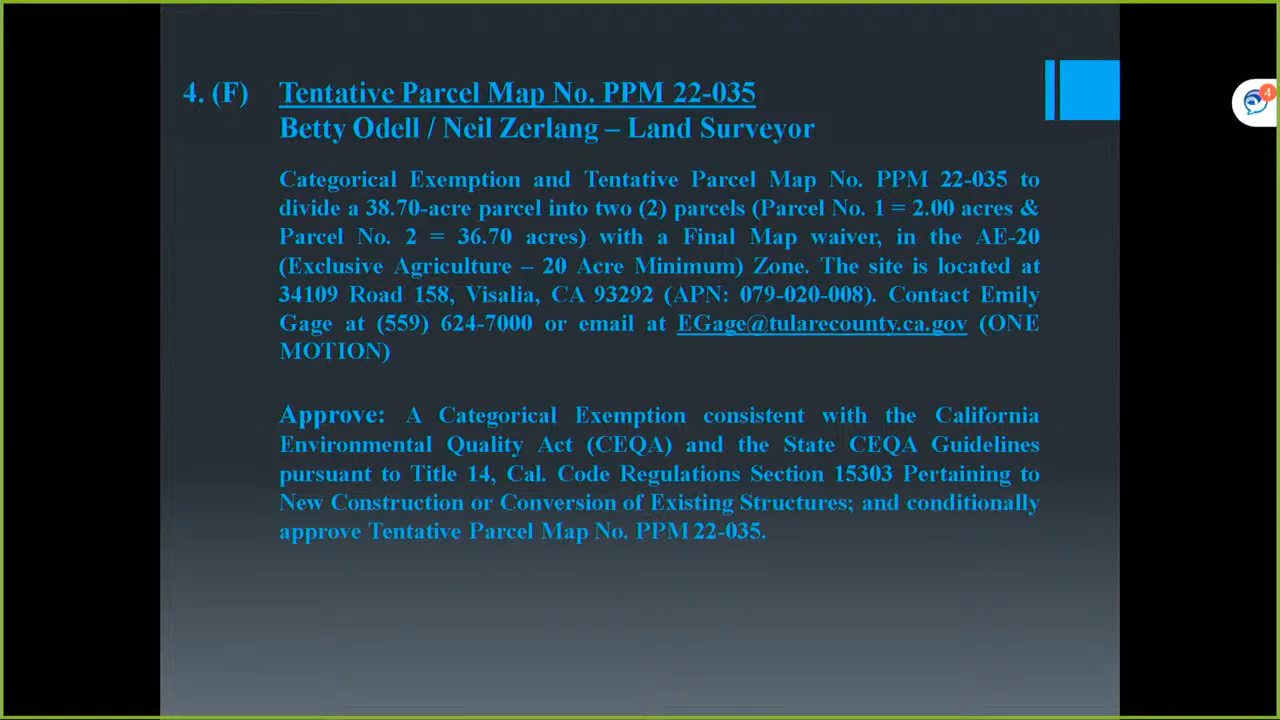 4. (F) Tentative Parcel Map No. PPM 22-035
Betty Odell / Neil Zerlang – Land Surveyor
Categorical Exemption and Tentative Parcel Map No. PPM 22-035 to
divide a 38.70-acre parcel into two (2) parcels (Parcel No. 1 = 2.00 acres &
Parcel No. 2 = 36.70 acres) with a Final Map waiver, in the AE-20
(Exclusive Agriculture – 20 Acre Minimum) Zone. The site is located at
34109 Road 158, Visalia, CA 93292 (APN: 079-020-008). Contact Emily
Gage at (559) 624-7000 or email at EGage@tularecounty.ca.gov (ONE
MOTION)
Approve: A Categorical Exemption consistent with the California
Environmental Quality Act (CEQA) and the State CEQA Guidelines
pursuant to Title 14, Cal. Code Regulations Section 15303 Pertaining to
New Construction or Conversion of Existing Structures; and conditionally
approve Tentative Parcel Map No. PPM 22-035.
4